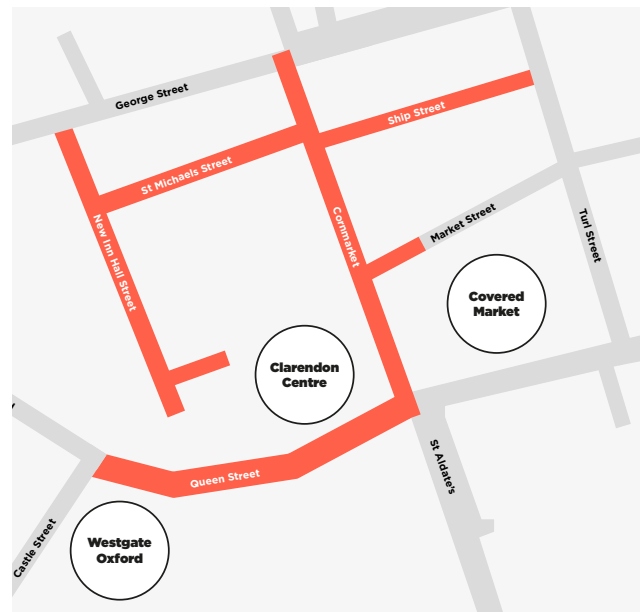 George Street
Ship Street
St Michaels Street
Market Street
New Inn Hall Street
Cornmarket
Turl Street
Covered
Market
Clarendon
Centre
Queen Street
St Aldate's
Castle Street
Westgate
Oxford